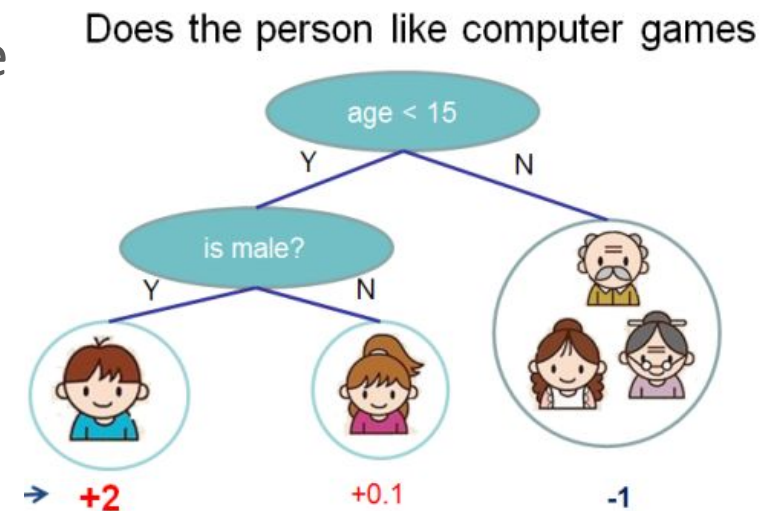 Does the person like computer games
e
age < 15
Y
N
is male?
Y
N
→ +2
+0.1
-1